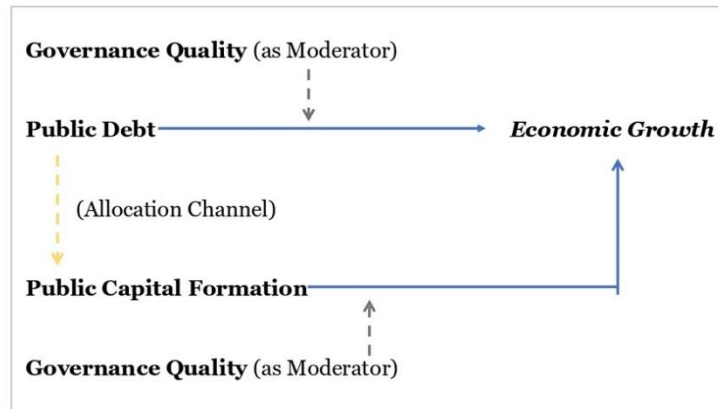 Governance Quality (as Moderator)
Public Debt
Economic Growth
(Allocation Channel)
Public Capital Formation
Governance Quality (as Moderator)